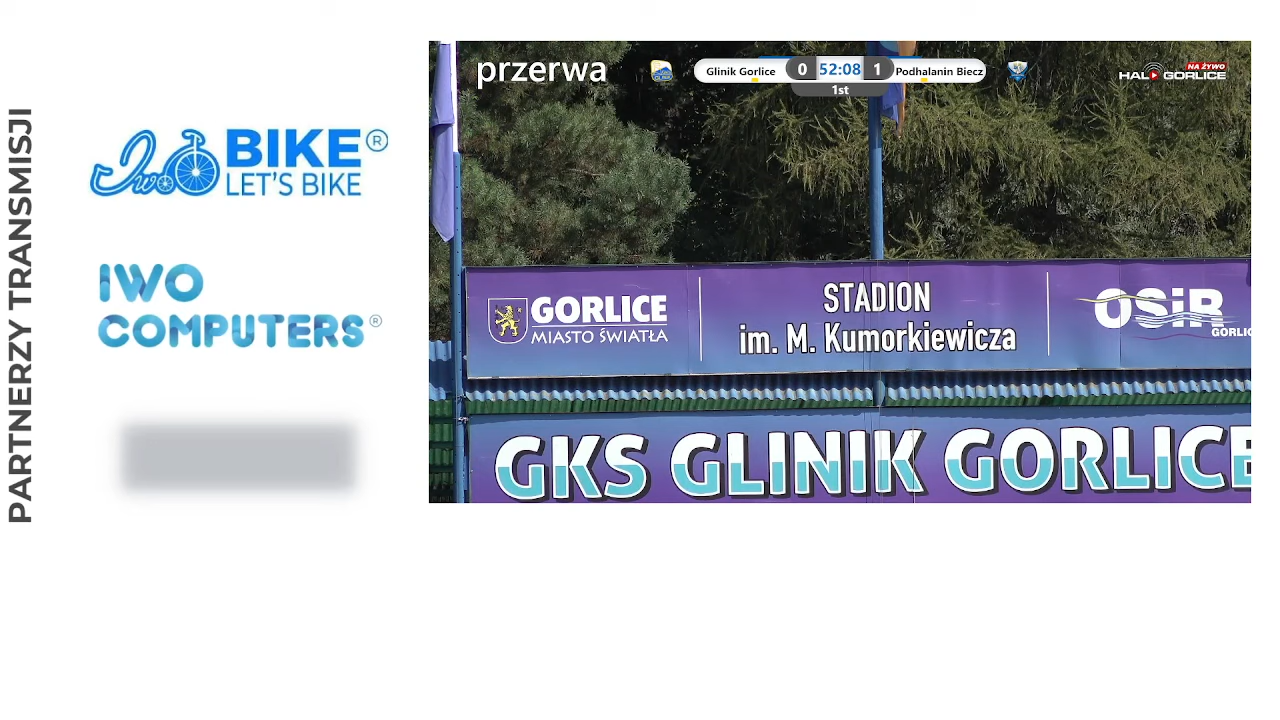 PARTNERZY TRANSMISJI
Iwo BIKE®
LET'S BIKE
IWO
COMPUTERS®
przerwa
Glinik Gorlice 0 52:08 1 Podhalanin Biecz
1st
NA ŻYWO
HALO GORLICE
GORLICE
MIASTO ŚWIATŁA
STADION
im. M. Kumorkiewicza
OSiR
GORLIC
GKS GLINIK GORLICE